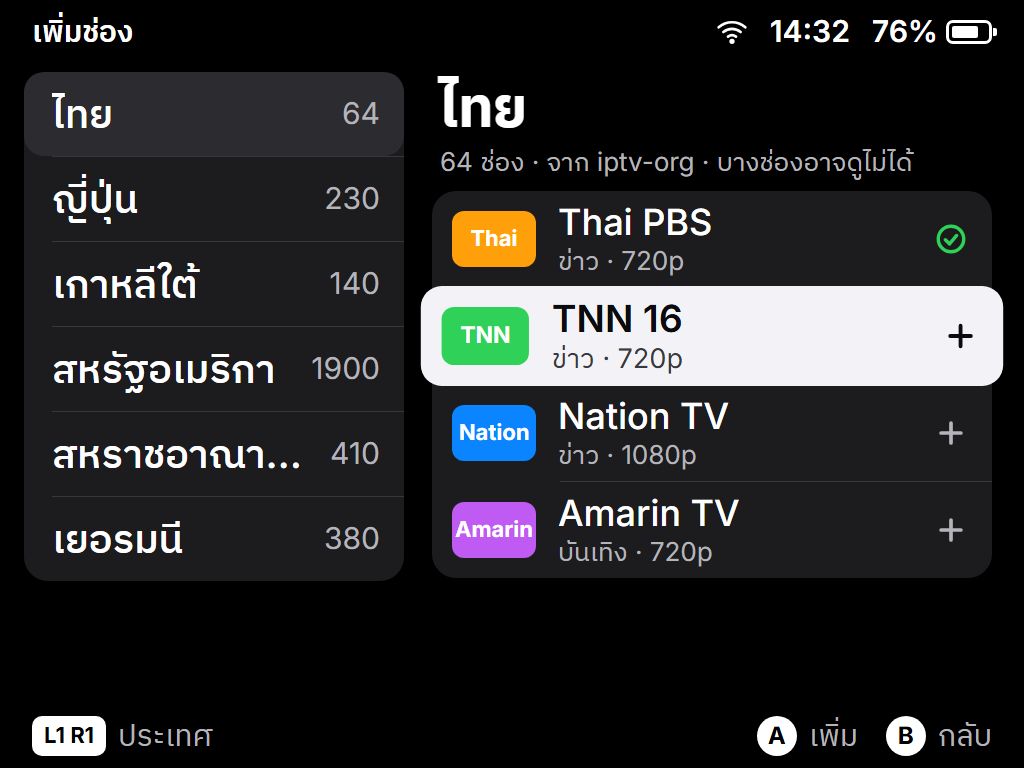 เพิ่มช่อง
14:32 76%
ไทย 64
ญี่ปุ่น 230
เกาหลีใต้ 140
สหรัฐอเมริกา 1900
สหราชอาณา... 410
เยอรมนี 380
ไทย
64 ช่อง · จาก iptv-org · บางช่องอาจดูไม่ได้
Thai
Thai PBS
ข่าว · 720p
TNN
TNN 16
ข่าว · 720p
Nation
Nation TV
ข่าว · 1080p
Amarin
Amarin TV
บันเทิง · 720p
L1 R1 ประเทศ
A เพิ่ม B กลับ